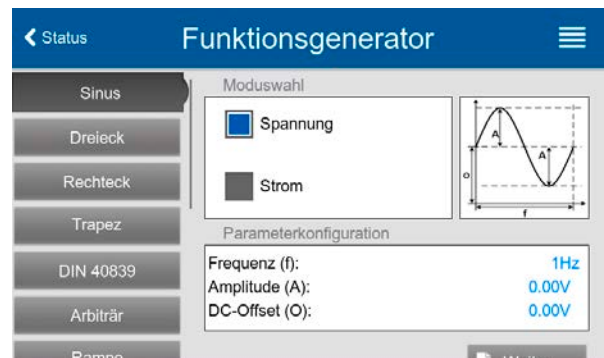 Status
Funktionsgenerator
Sinus
Dreieck
Rechteck
Trapez
DIN 40839
Arbiträr
Rampe
Moduswahl
Spannung
Strom
A
A
o
f
Parameterkonfiguration
Frequenz (f): 1Hz
Amplitude (A): 0.00V
DC-Offset (O): 0.00V